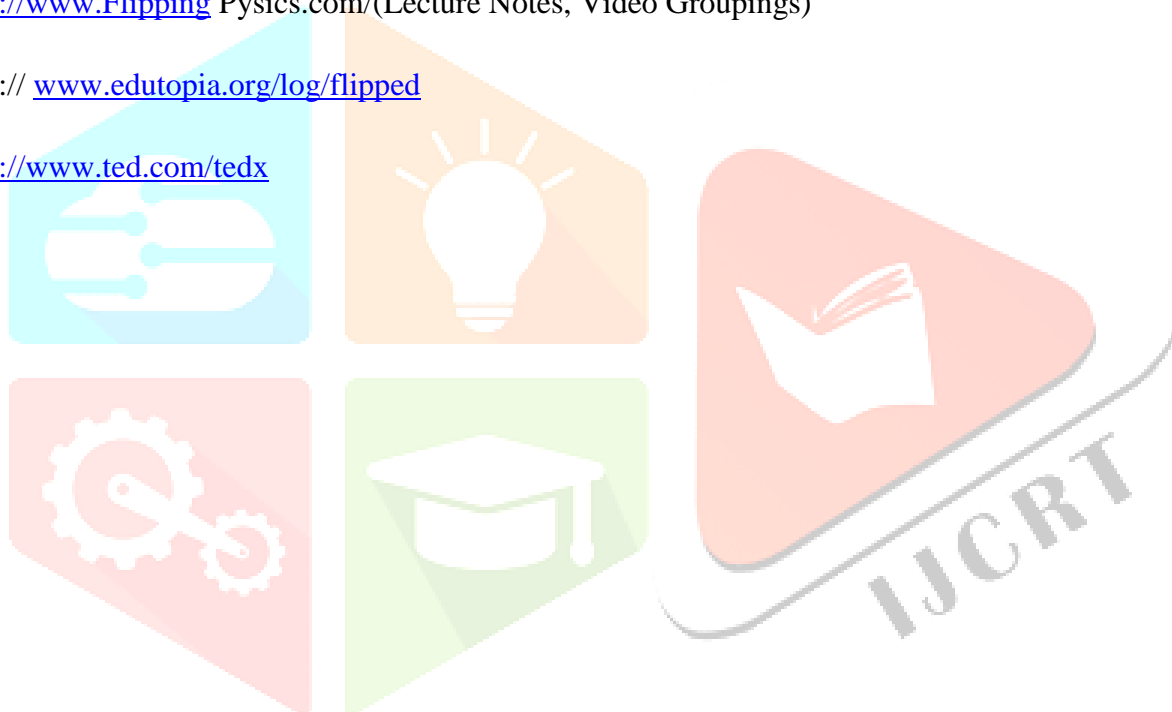 ://www.Flipping Pysics.com/(Lecture Notes, Video Groupings)
:// www.edutopia.org/log/flipped
://www.ted.com/tedx
IJCRT